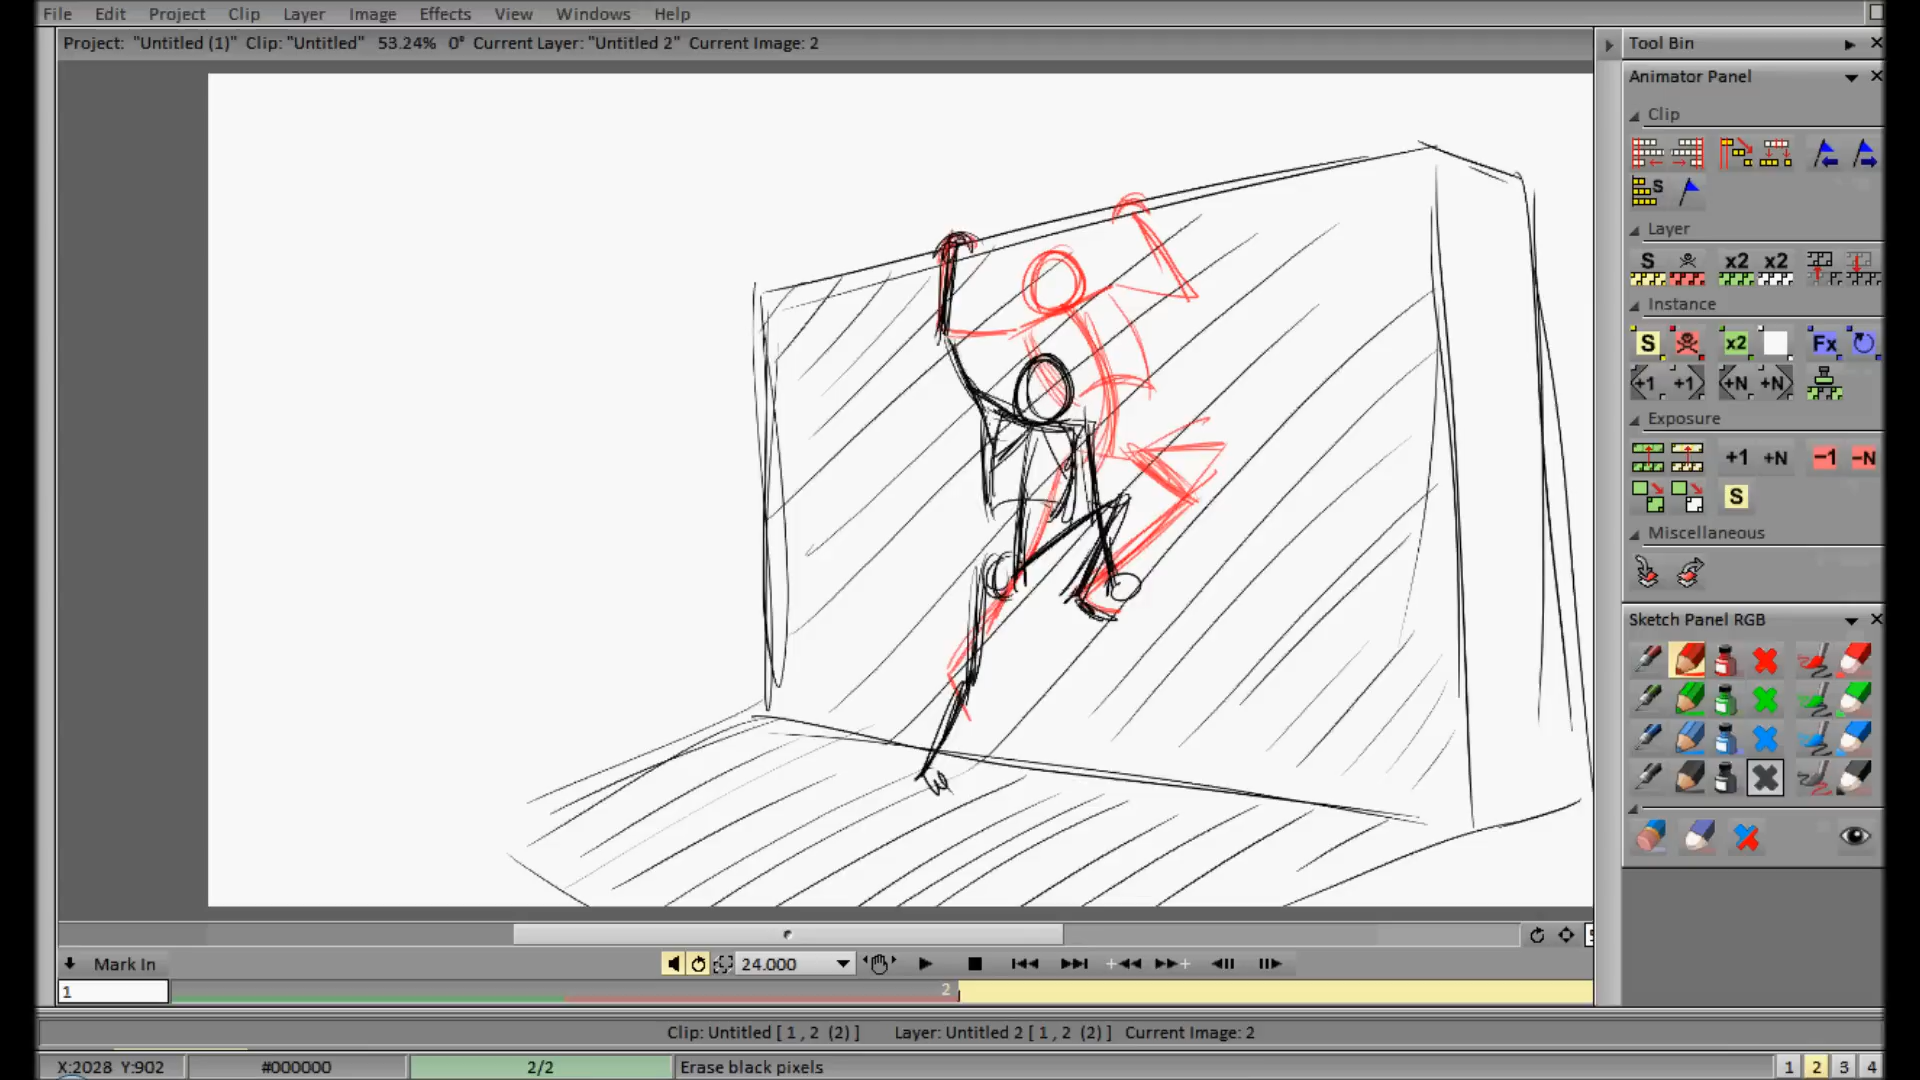 File Edit Project Clip Layer Image Effects View Windows Help
Project: "Untitled (1)" Clip: "Untitled" 53.24% 0° Current Layer: "Untitled 2" Current Image: 2
Tool Bin
Animator Panel
Clip
S
Layer
S x2 x2
Instance
S x2 Fx
+1 +1 +N +N
Exposure
+1 +N -1 -N
S
Miscellaneous
Sketch Panel RGB
Mark In
24.000
1
2
Clip: Untitled [ 1 , 2 (2) ] Layer: Untitled 2 [ 1 , 2 (2) ] Current Image: 2
X:2028 Y:902 #000000 2/2 Erase black pixels 1 2 3 4